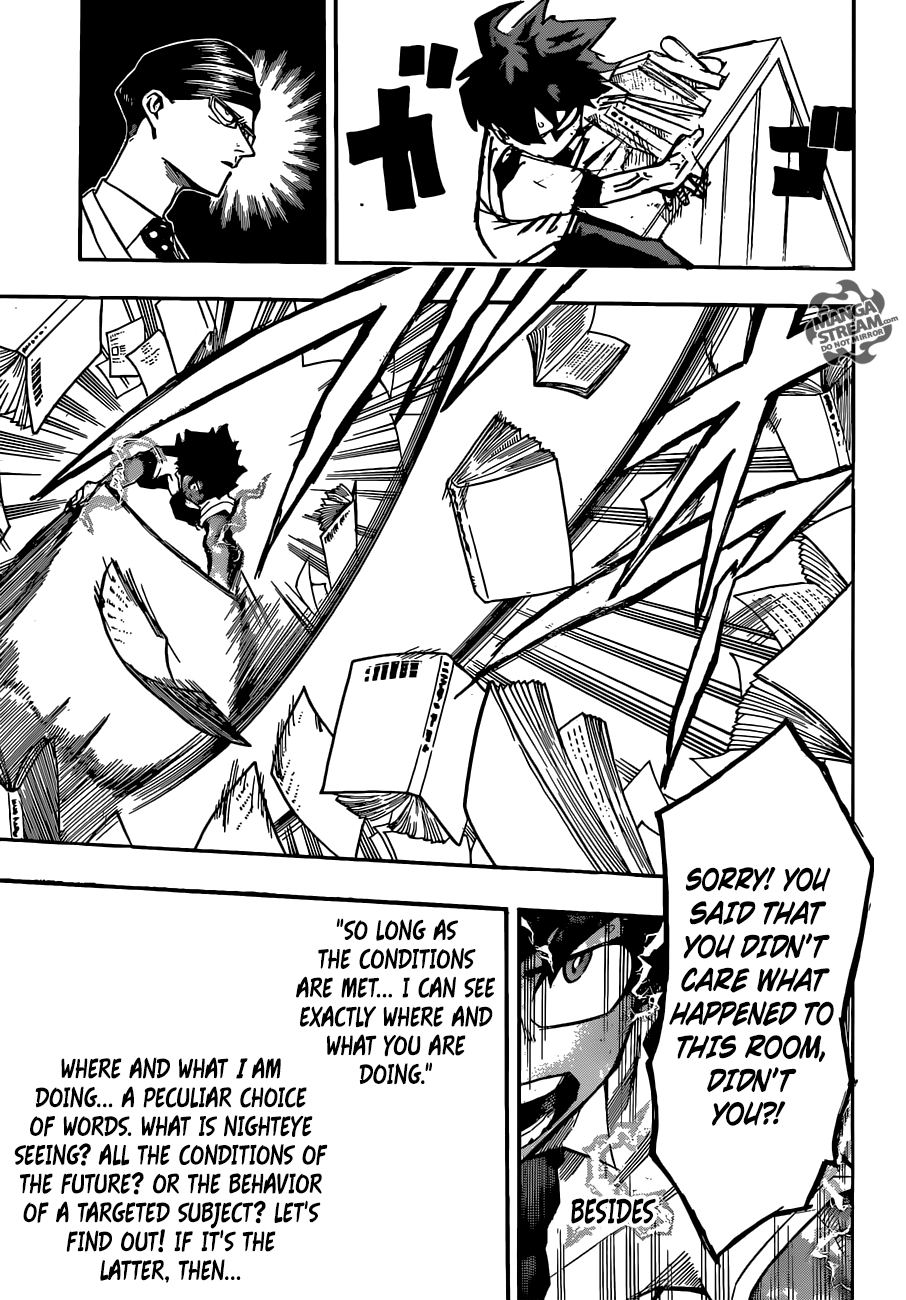 ガ
ゴ
MANGA
STREAM.com
DO NOT MIRROR
SORRY! YOU
SAID THAT
YOU DIDN'T
CARE WHAT
HAPPENED TO
THIS ROOM,
DIDN'T
YOU?!
BESIDES
"SO LONG AS
THE CONDITIONS
ARE MET... I CAN SEE
EXACTLY WHERE AND
WHAT YOU ARE
DOING."
WHERE AND WHAT I AM
DOING... A PECULIAR CHOICE
OF WORDS. WHAT IS NIGHTEYE
SEEING? ALL THE CONDITIONS OF
THE FUTURE? OR THE BEHAVIOR
OF A TARGETED SUBJECT? LET'S
FIND OUT! IF IT'S THE
LATTER, THEN...